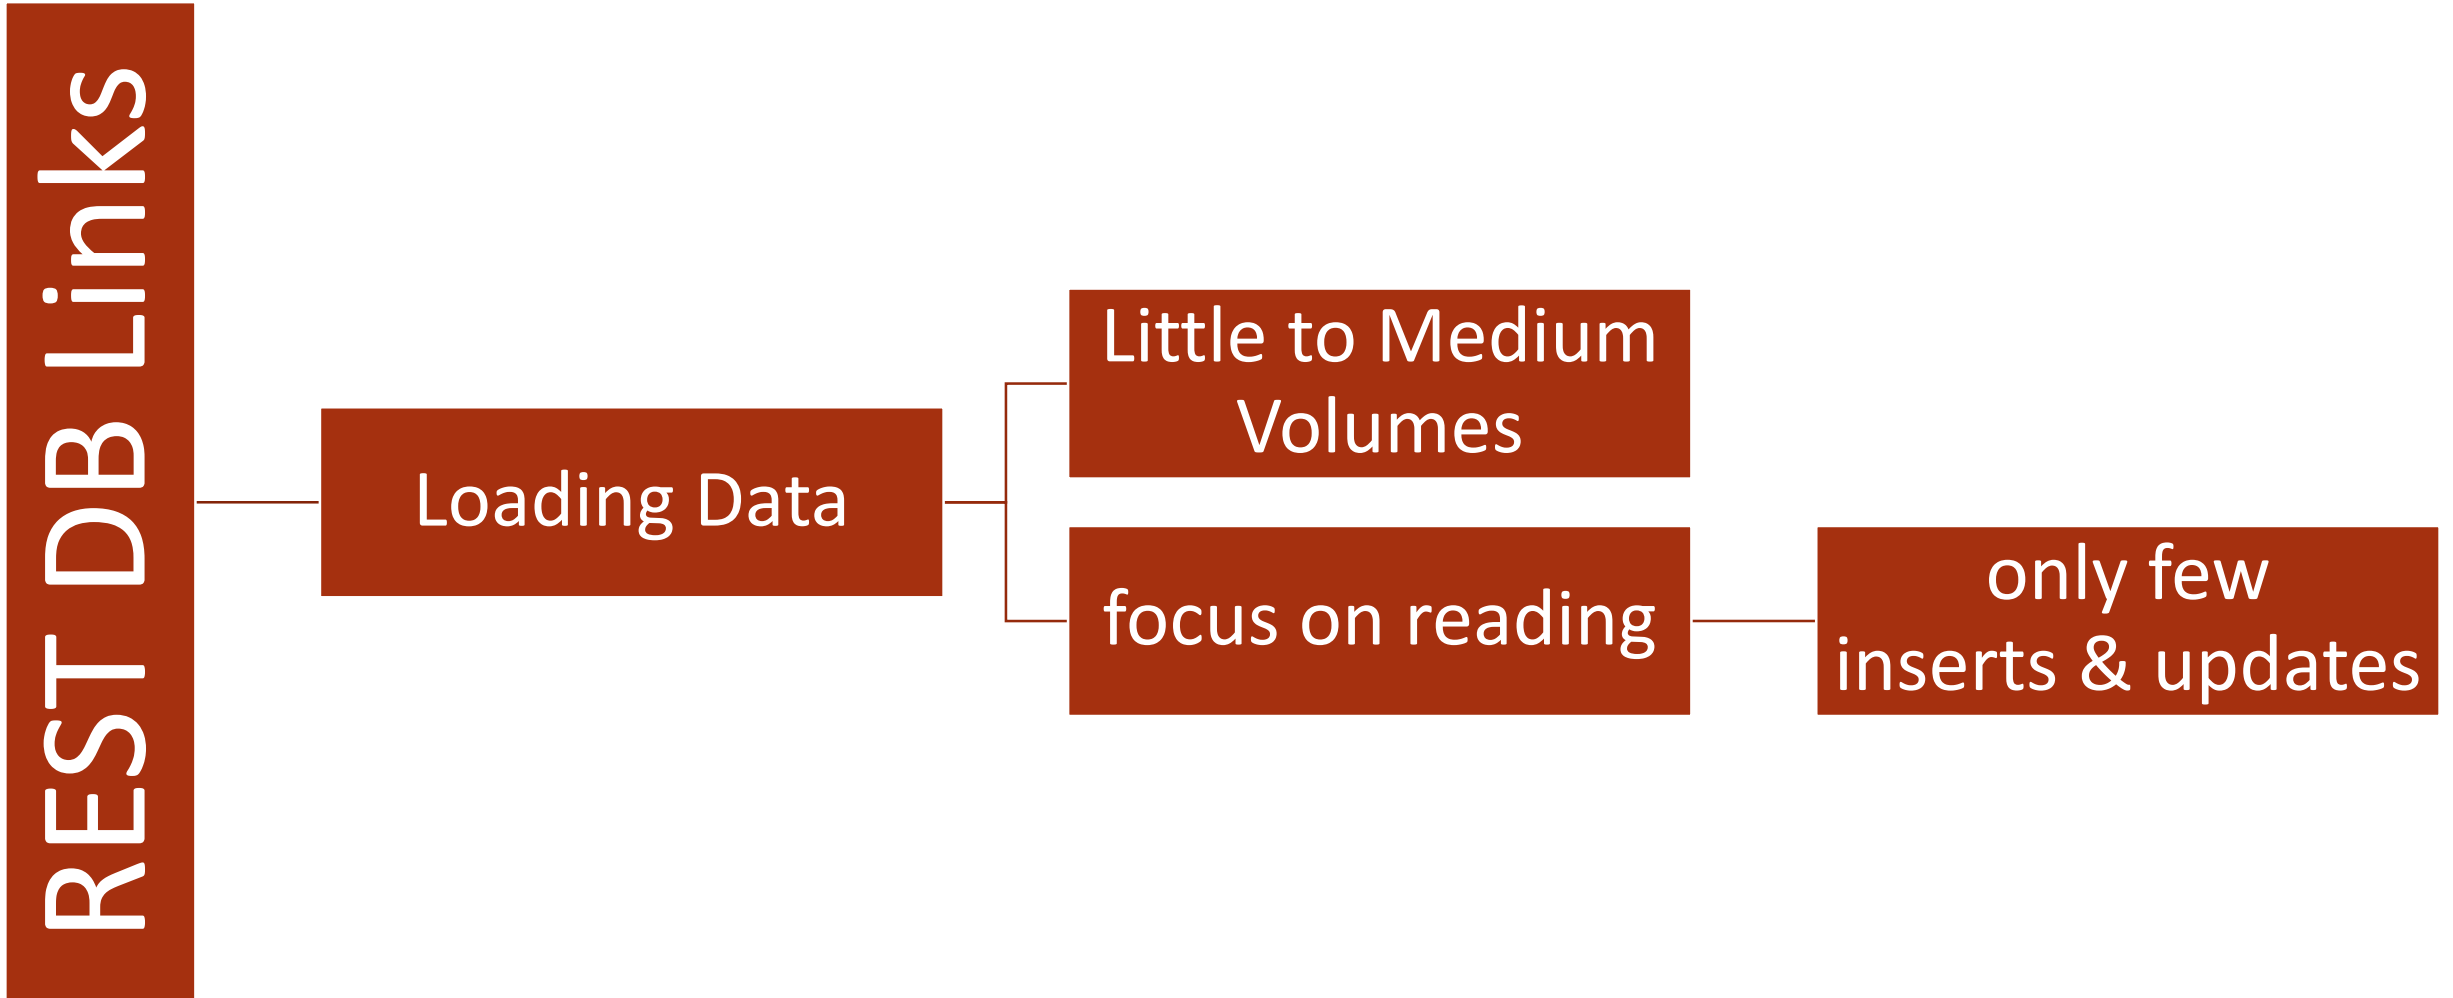 REST DB Links
Loading Data
Little to Medium
Volumes
focus on reading
only few
inserts & updates